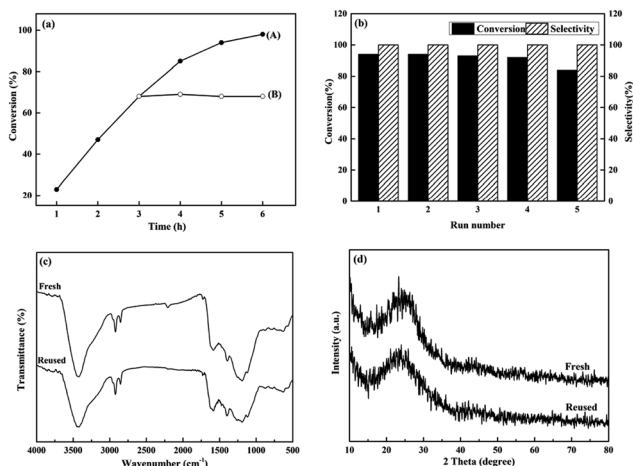 (a)
120
100
80
60
40
20
Conversion (%)
(A)
(B)
1 2 3 4 5 6
Time (h)
(b)
Conversion Selectivity
120
100
80
60
40
20
0
Conversion(%)
120
100
80
60
40
20
0
Selectivity(%)
1 2 3 4 5
Run number
(c)
Fresh
Reused
Transmittance (%)
4000 3500 3000 2500 2000 1500 1000 500
Wavenumber (cm⁻¹)
(d)
Fresh
Reused
Intensity (a.u.)
10 20 30 40 50 60 70 80
2 Theta (degree)